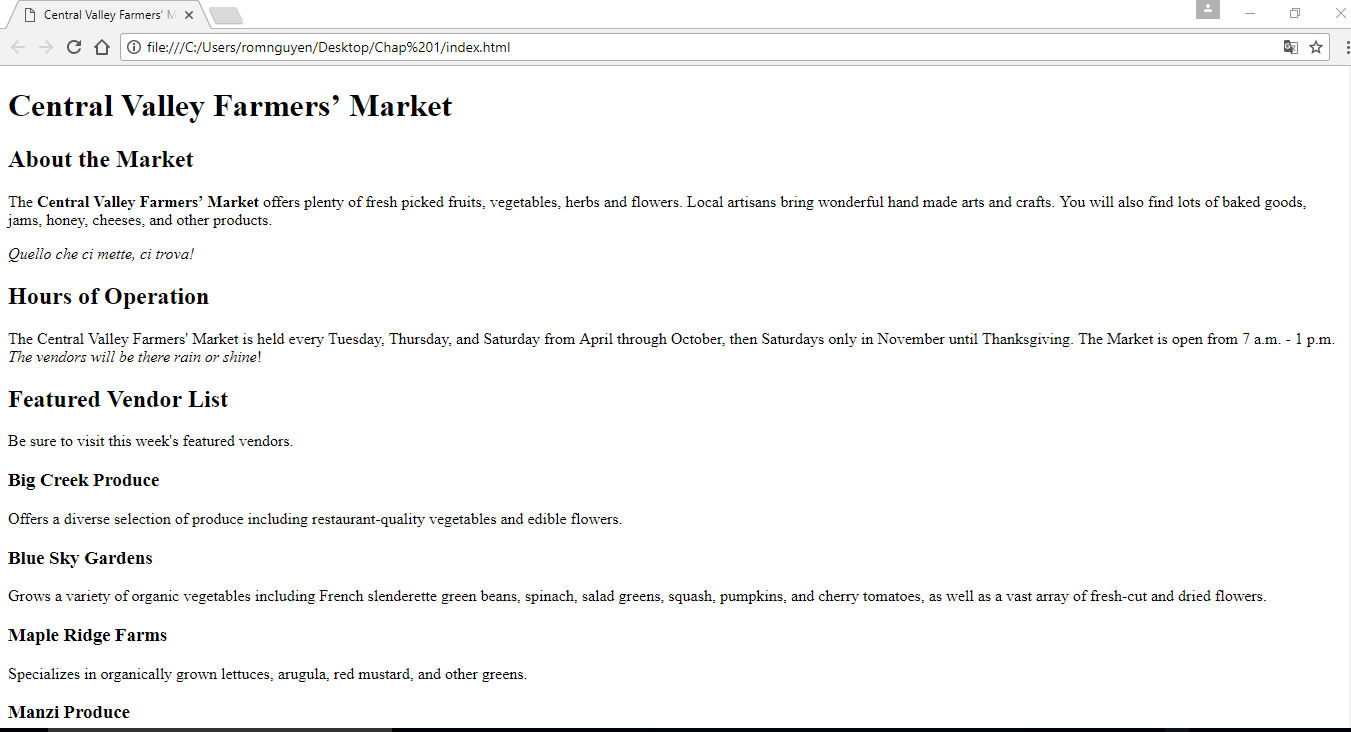 Central Valley Farmers’ M
file:///C:/Users/romnguyen/Desktop/Chap%201/index.html
Central Valley Farmers’ Market
About the Market
The Central Valley Farmers’ Market offers plenty of fresh picked fruits, vegetables, herbs and flowers. Local artisans bring wonderful hand made arts and crafts. You will also find lots of baked goods,
jams, honey, cheeses, and other products.
Quello che ci mette, ci trova!
Hours of Operation
The Central Valley Farmers' Market is held every Tuesday, Thursday, and Saturday from April through October, then Saturdays only in November until Thanksgiving. The Market is open from 7 a.m. - 1 p.m.
The vendors will be there rain or shine!
Featured Vendor List
Be sure to visit this week's featured vendors.
Big Creek Produce
Offers a diverse selection of produce including restaurant-quality vegetables and edible flowers.
Blue Sky Gardens
Grows a variety of organic vegetables including French slenderette green beans, spinach, salad greens, squash, pumpkins, and cherry tomatoes, as well as a vast array of fresh-cut and dried flowers.
Maple Ridge Farms
Specializes in organically grown lettuces, arugula, red mustard, and other greens.
Manzi Produce